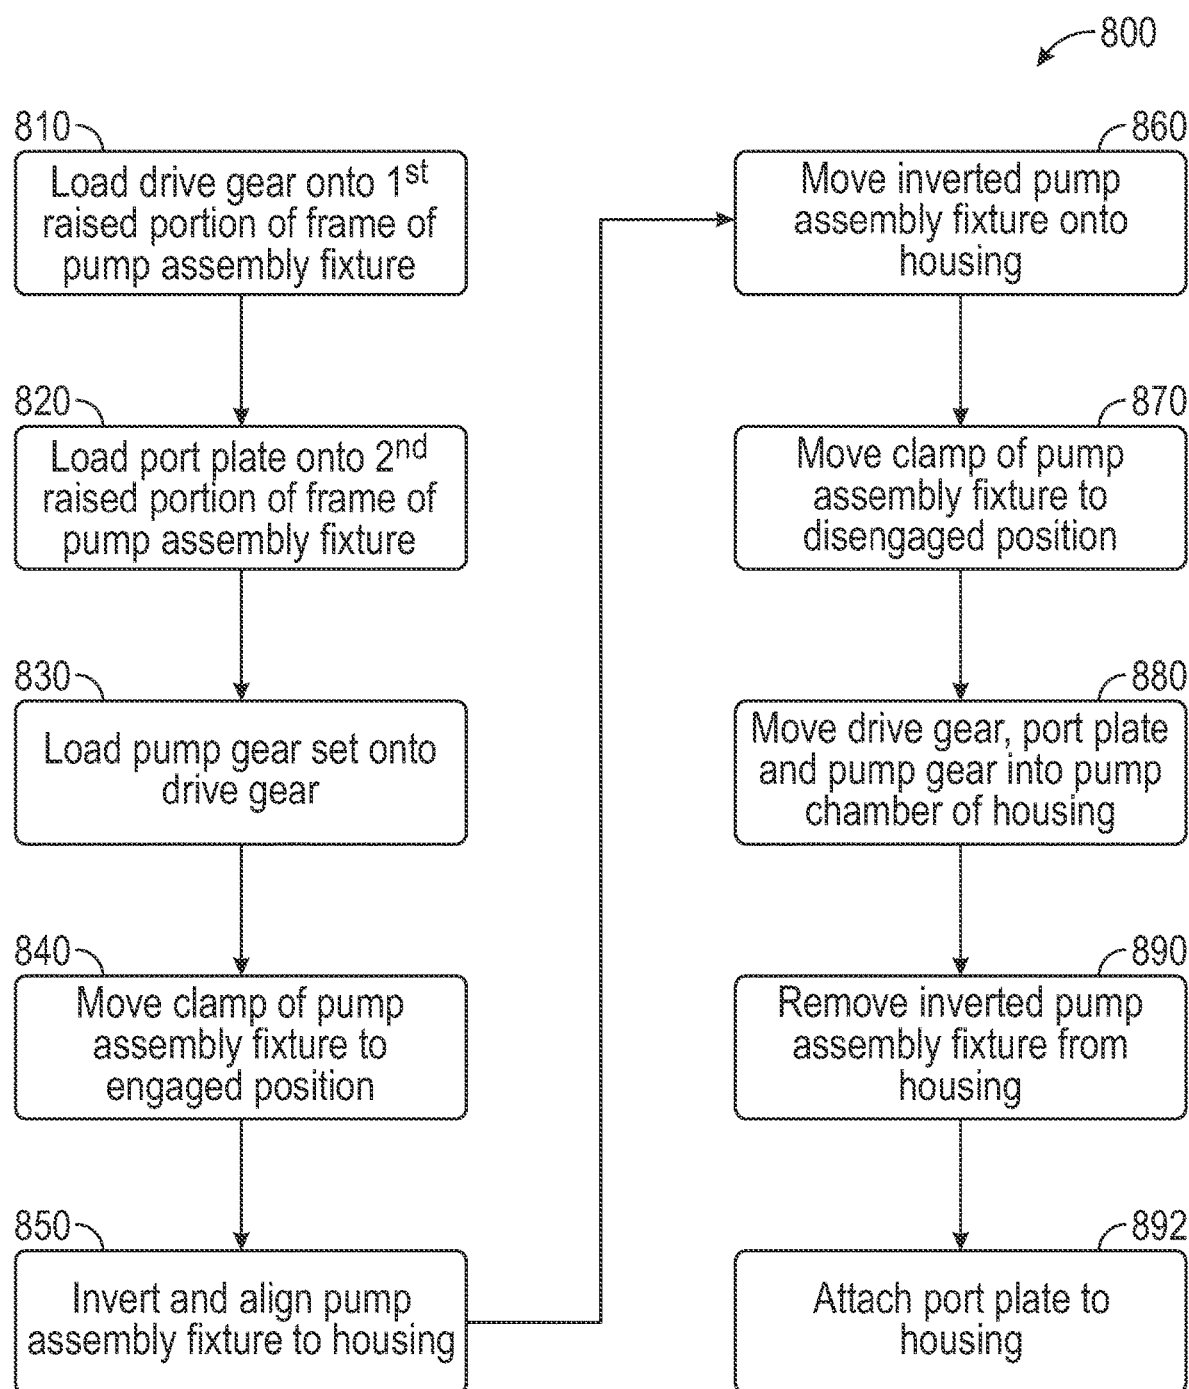 800
810
Load drive gear onto 1st
raised portion of frame of
pump assembly fixture
820
Load port plate onto 2nd
raised portion of frame of
pump assembly fixture
830
Load pump gear set onto
drive gear
840
Move clamp of pump
assembly fixture to
engaged position
850
Invert and align pump
assembly fixture to housing
860
Move inverted pump
assembly fixture onto
housing
870
Move clamp of pump
assembly fixture to
disengaged position
880
Move drive gear, port plate
and pump gear into pump
chamber of housing
890
Remove inverted pump
assembly fixture from
housing
892
Attach port plate to
housing